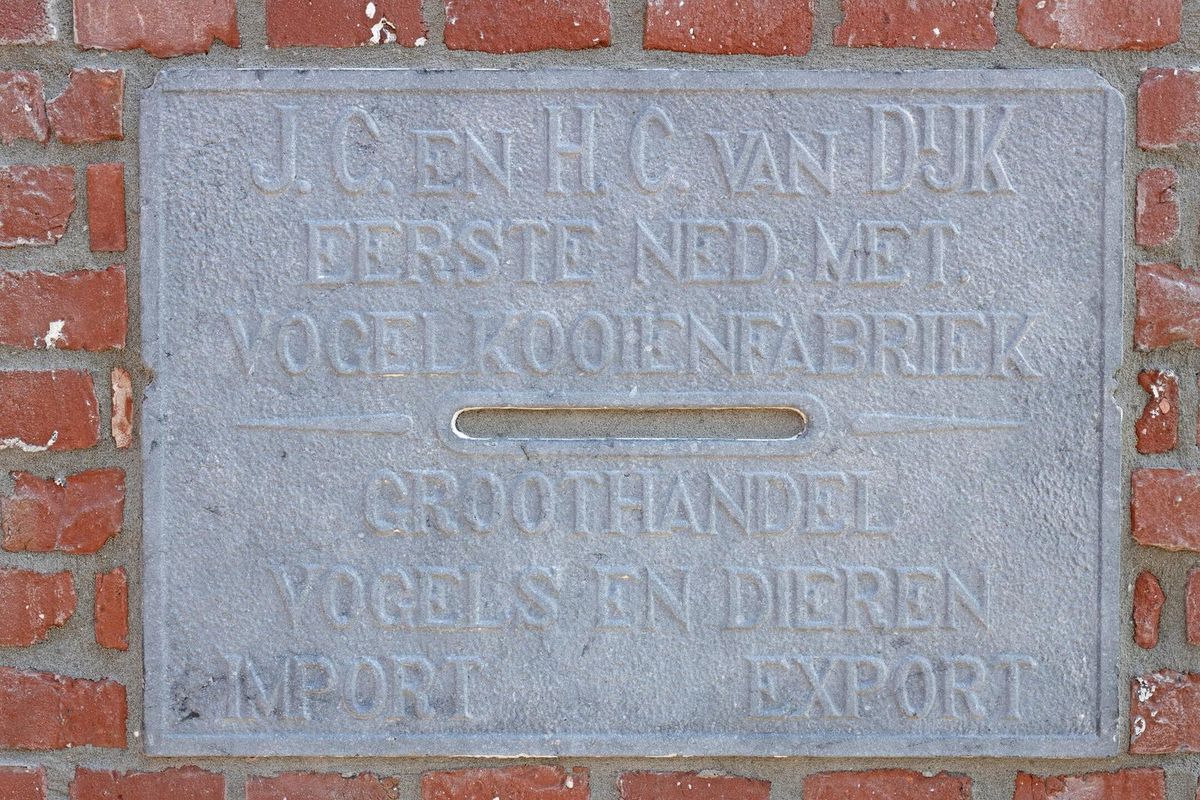 J. C. EN H. C. VAN DIJK
EERSTE NED. MET.
VOGELKOOIENFABRIEK
GROOTHANDEL
VOGELS EN DIEREN
IMPORT EXPORT